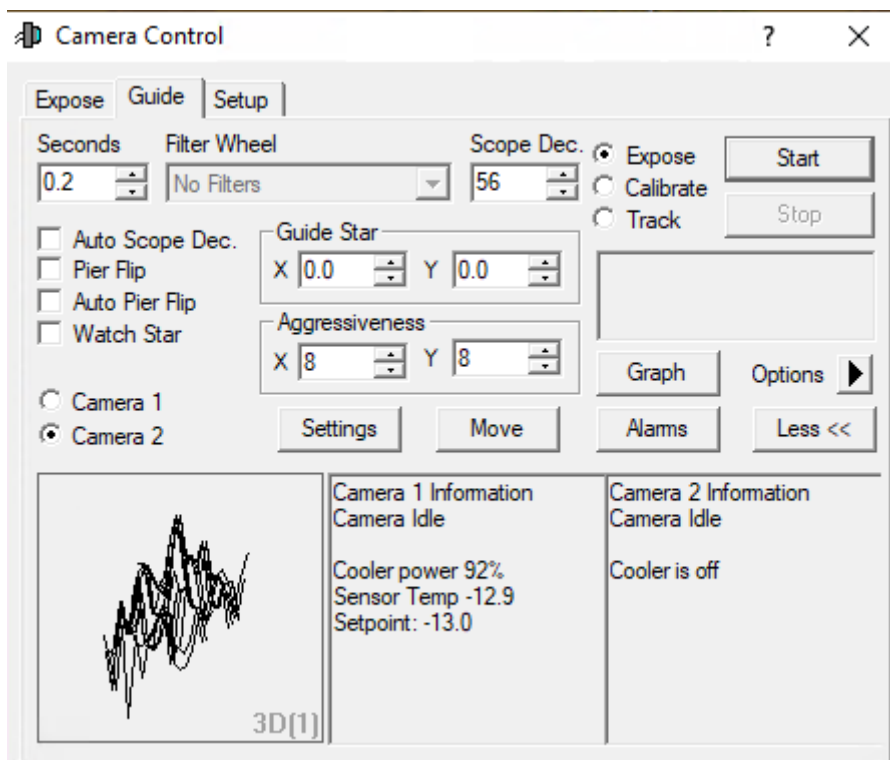 Camera Control ?
Expose Guide Setup
Seconds Filter Wheel Scope Dec.
0.2 No Filters 56
Expose
Calibrate
Track
Start
Stop
Auto Scope Dec.
Pier Flip
Auto Pier Flip
Watch Star
Guide Star
X 0.0 Y 0.0
Aggressiveness
X 8 Y 8
Graph Options
Camera 1
Camera 2
Settings Move Alarms Less <<
Camera 1 Information
Camera Idle
Cooler power 92%
Sensor Temp -12.9
Setpoint: -13.0
Camera 2 Information
Camera Idle
Cooler is off
3D(1)